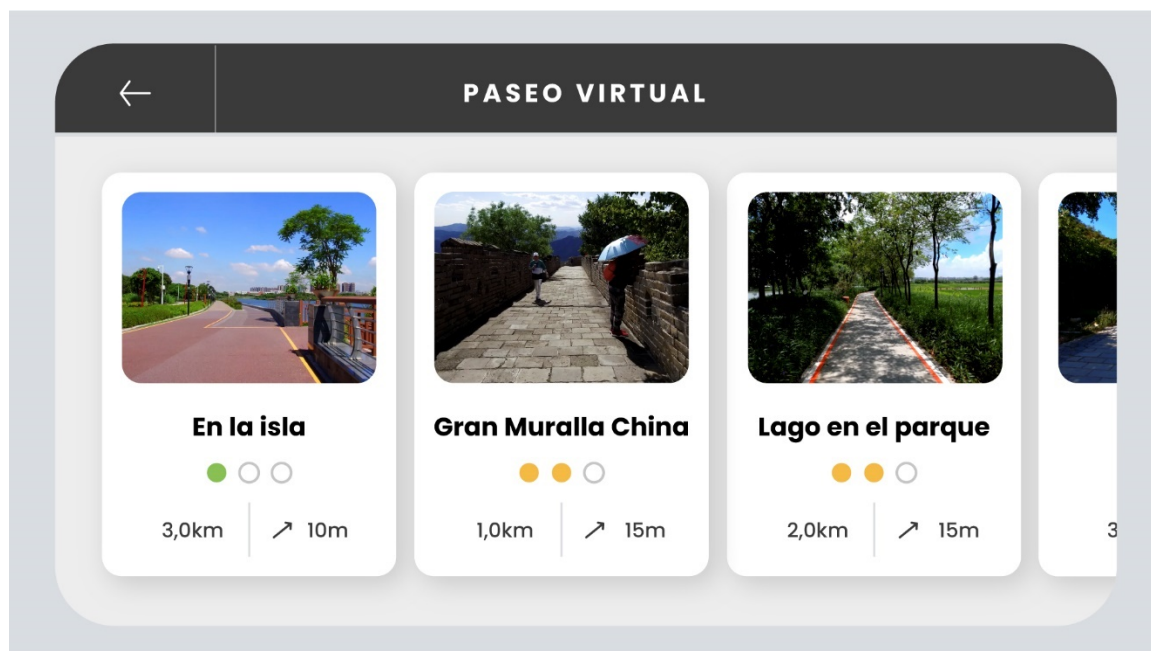 PASEO VIRTUAL
En la isla
3,0km 10m
Gran Muralla China
1,0km 15m
Lago en el parque
2,0km 15m
3